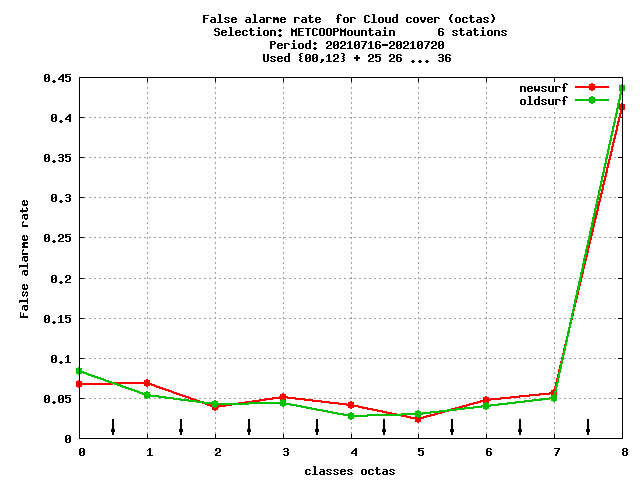 False alarme rate  for Cloud cover (octas)
Selection: METCOOPMountain      6 stations
Period: 20210716-20210720
Used {00,12} + 25 26 ... 36
newsurf
oldsurf
0.45
0.4
0.35
0.3
0.25
0.2
0.15
0.1
0.05
0
False alarme rate
0 1 2 3 4 5 6 7 8
classes octas